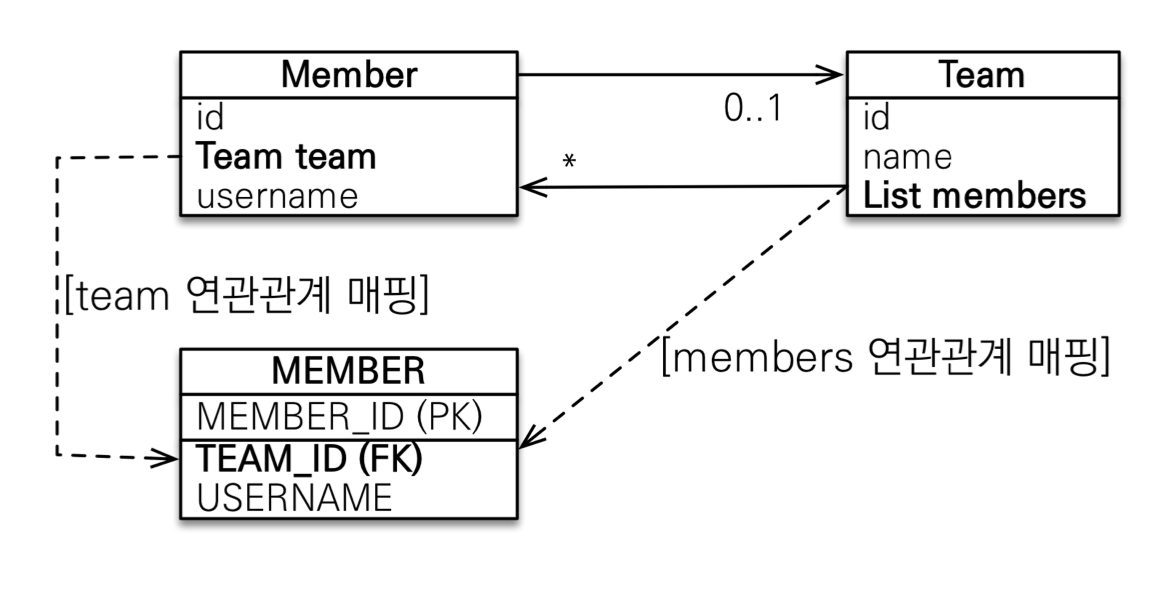 Member
id
Team team
username
0..1
*
Team
id
name
List members
[team 연관관계 매핑]
[members 연관관계 매핑]
MEMBER
MEMBER_ID (PK)
TEAM_ID (FK)
USERNAME